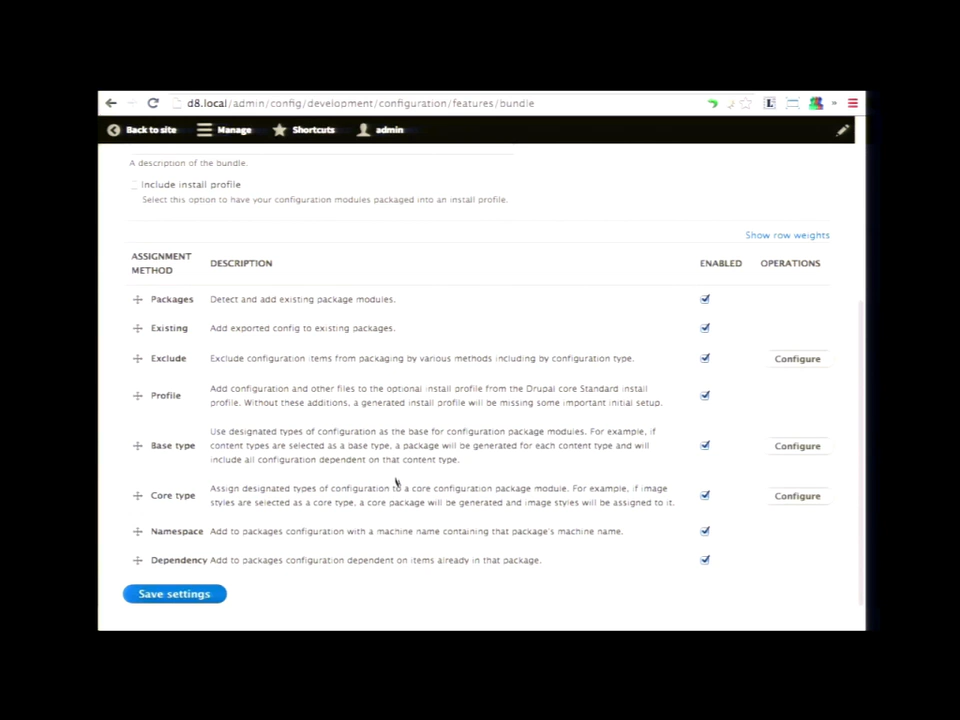 d8.local/admin/config/development/configuration/features/bundle
Back to site Manage Shortcuts admin
A description of the bundle.
Include install profile
Select this option to have your configuration modules packaged into an install profile.
Show row weights
ASSIGNMENT METHOD DESCRIPTION ENABLED OPERATIONS
Packages Detect and add existing package modules.
Existing Add exported config to existing packages.
Exclude Exclude configuration items from packaging by various methods including by configuration type. Configure
Profile Add configuration and other files to the optional install profile from the Drupal core Standard install
profile. Without these additions, a generated install profile will be missing some important initial setup.
Use designated types of configuration as the base for configuration package modules. For example, if
Base type content types are selected as a base type, a package will be generated for each content type and will Configure
include all configuration dependent on that content type.
Core type Assign designated types of configuration to a core configuration package module. For example, if image Configure
styles are selected as a core type, a core package will be generated and image styles will be assigned to it.
Namespace Add to packages configuration with a machine name containing that package's machine name.
Dependency Add to packages configuration dependent on items already in that package.
Save settings